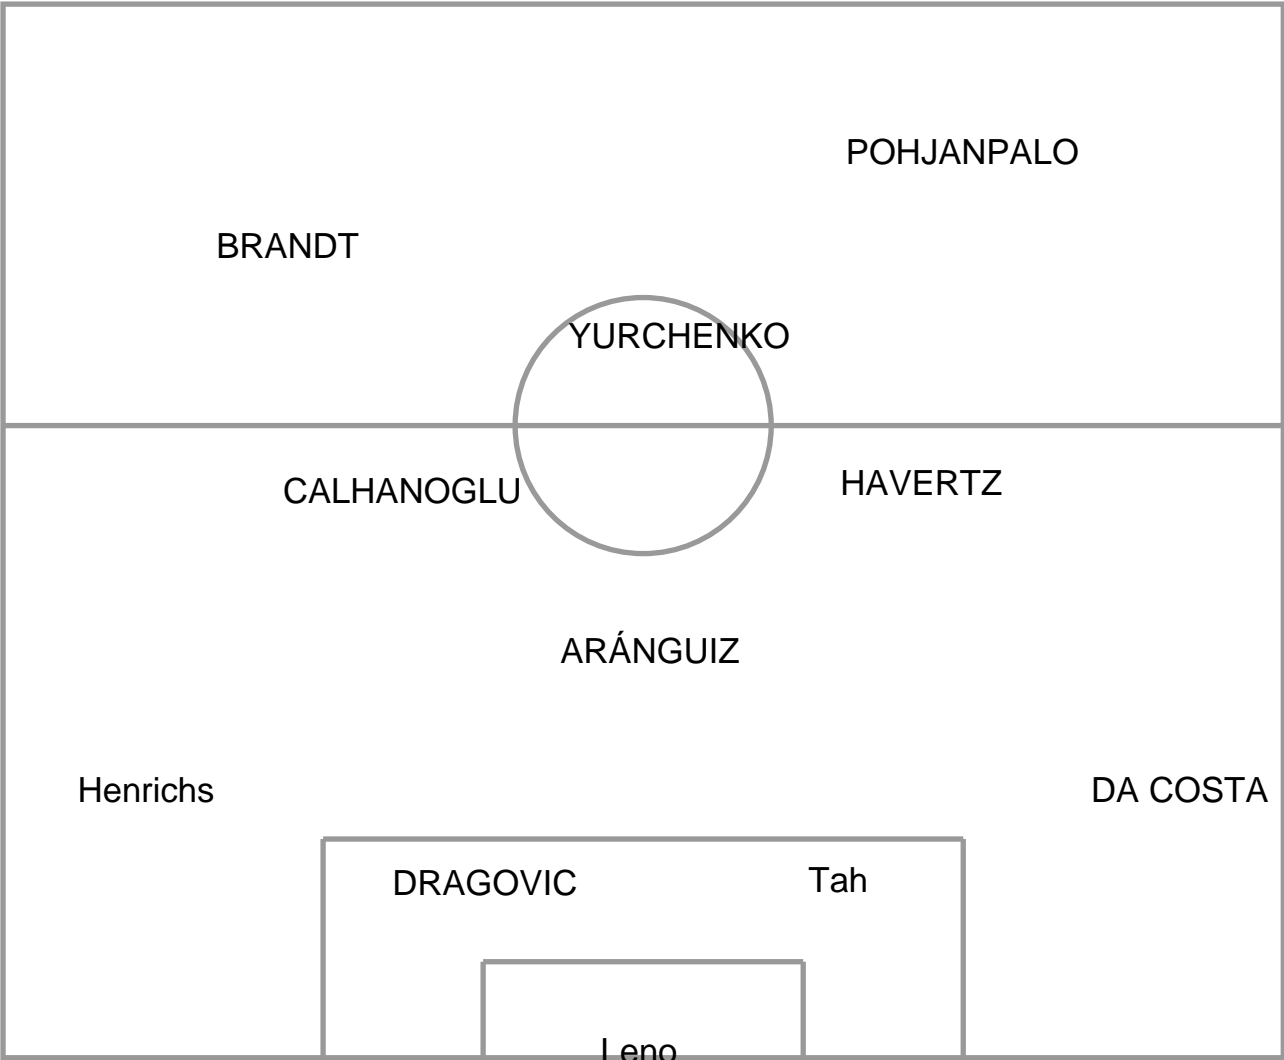 POHJANPALO
BRANDT
YURCHENKO
CALHANOGLU
HAVERTZ
ARÁNGUIZ
Henrichs
DA COSTA
DRAGOVIC
Tah
Leno